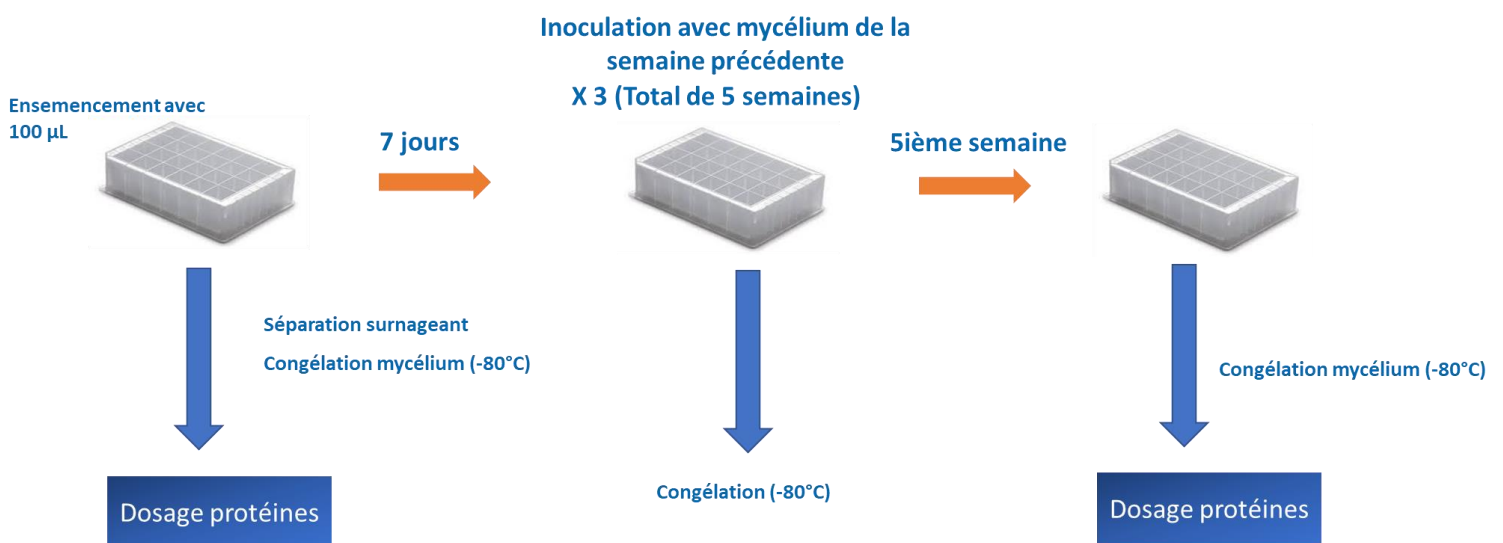 Inoculation avec mycélium de la
semaine précédente
X 3 (Total de 5 semaines)
Ensemencement avec
100 µL
7 jours
5ième semaine
Séparation surnageant
Congélation mycélium (-80°C)
Congélation mycélium (-80°C)
Congélation (-80°C)
Dosage protéines
Dosage protéines